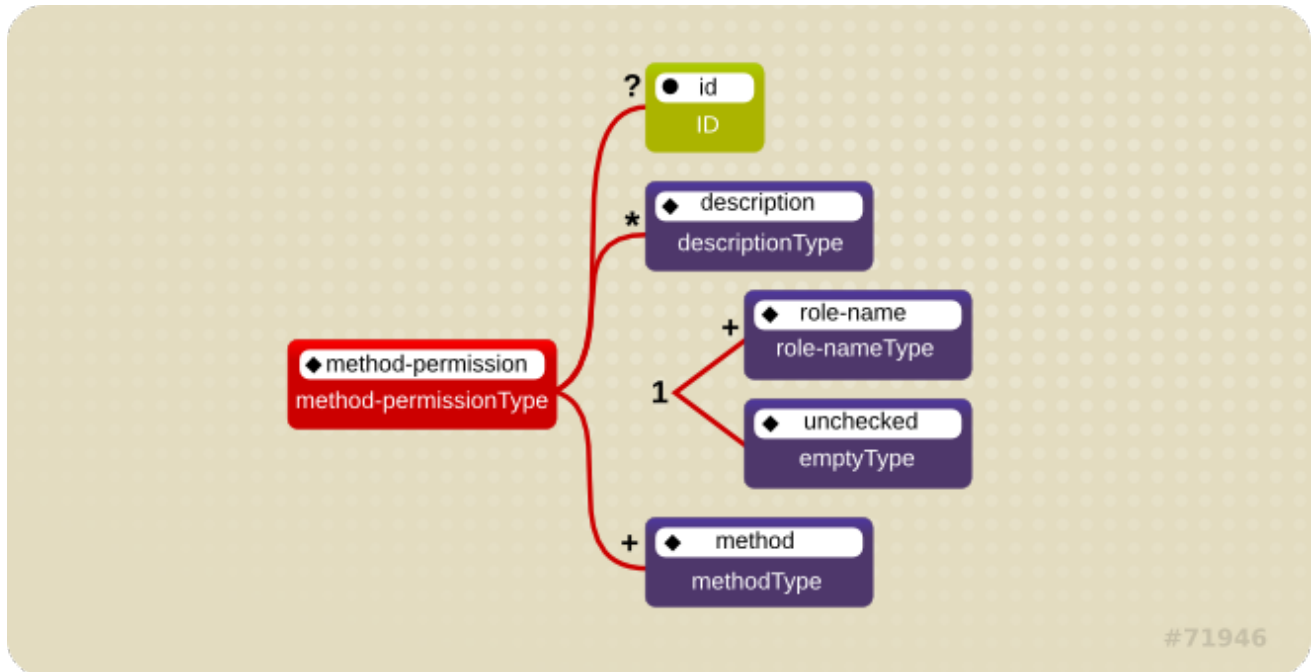 ?
id
ID
*
description
descriptionType
+
role-name
role-nameType
method-permission
method-permissionType
1
unchecked
emptyType
+
method
methodType
#71946